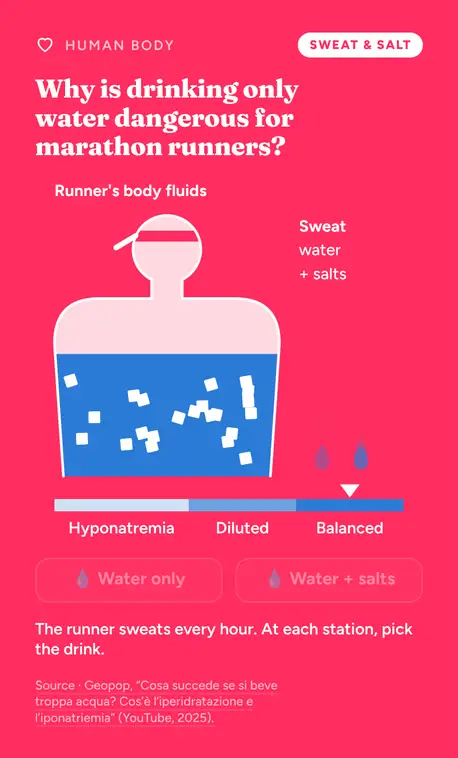 HUMAN BODY
SWEAT & SALT
Why is drinking only
water dangerous for
marathon runners?
Runner's body fluids
Sweat
water
+ salts
Hyponatremia
Diluted
Balanced
Water only
Water + salts
The runner sweats every hour. At each station, pick
the drink.
Source · Geopop, “Cosa succede se si beve
troppa acqua? Cos’è l’iperidratazione e
l’iponatriemia” (YouTube, 2025).